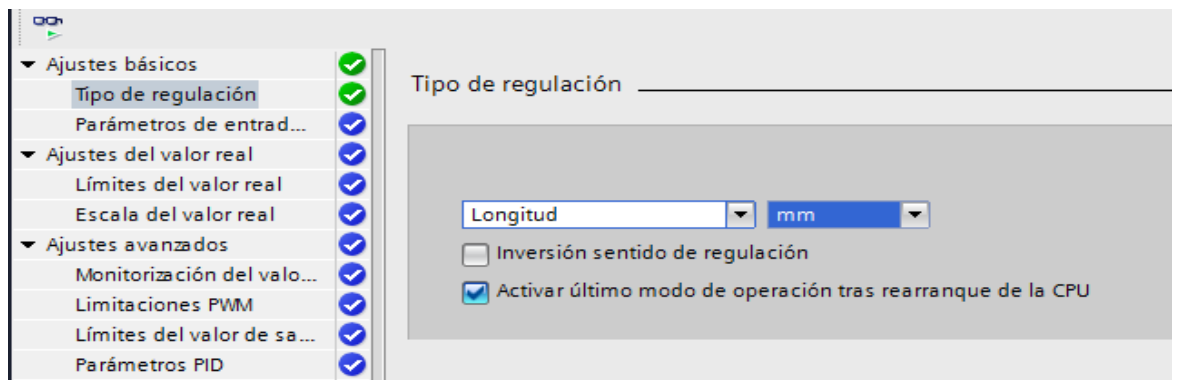 Ajustes básicos
Tipo de regulación
Parámetros de entrad...
Ajustes del valor real
Límites del valor real
Escala del valor real
Ajustes avanzados
Monitorización del valo...
Limitaciones PWM
Límites del valor de sa...
Parámetros PID
Tipo de regulación
Longitud mm
Inversión sentido de regulación
Activar último modo de operación tras rearranque de la CPU